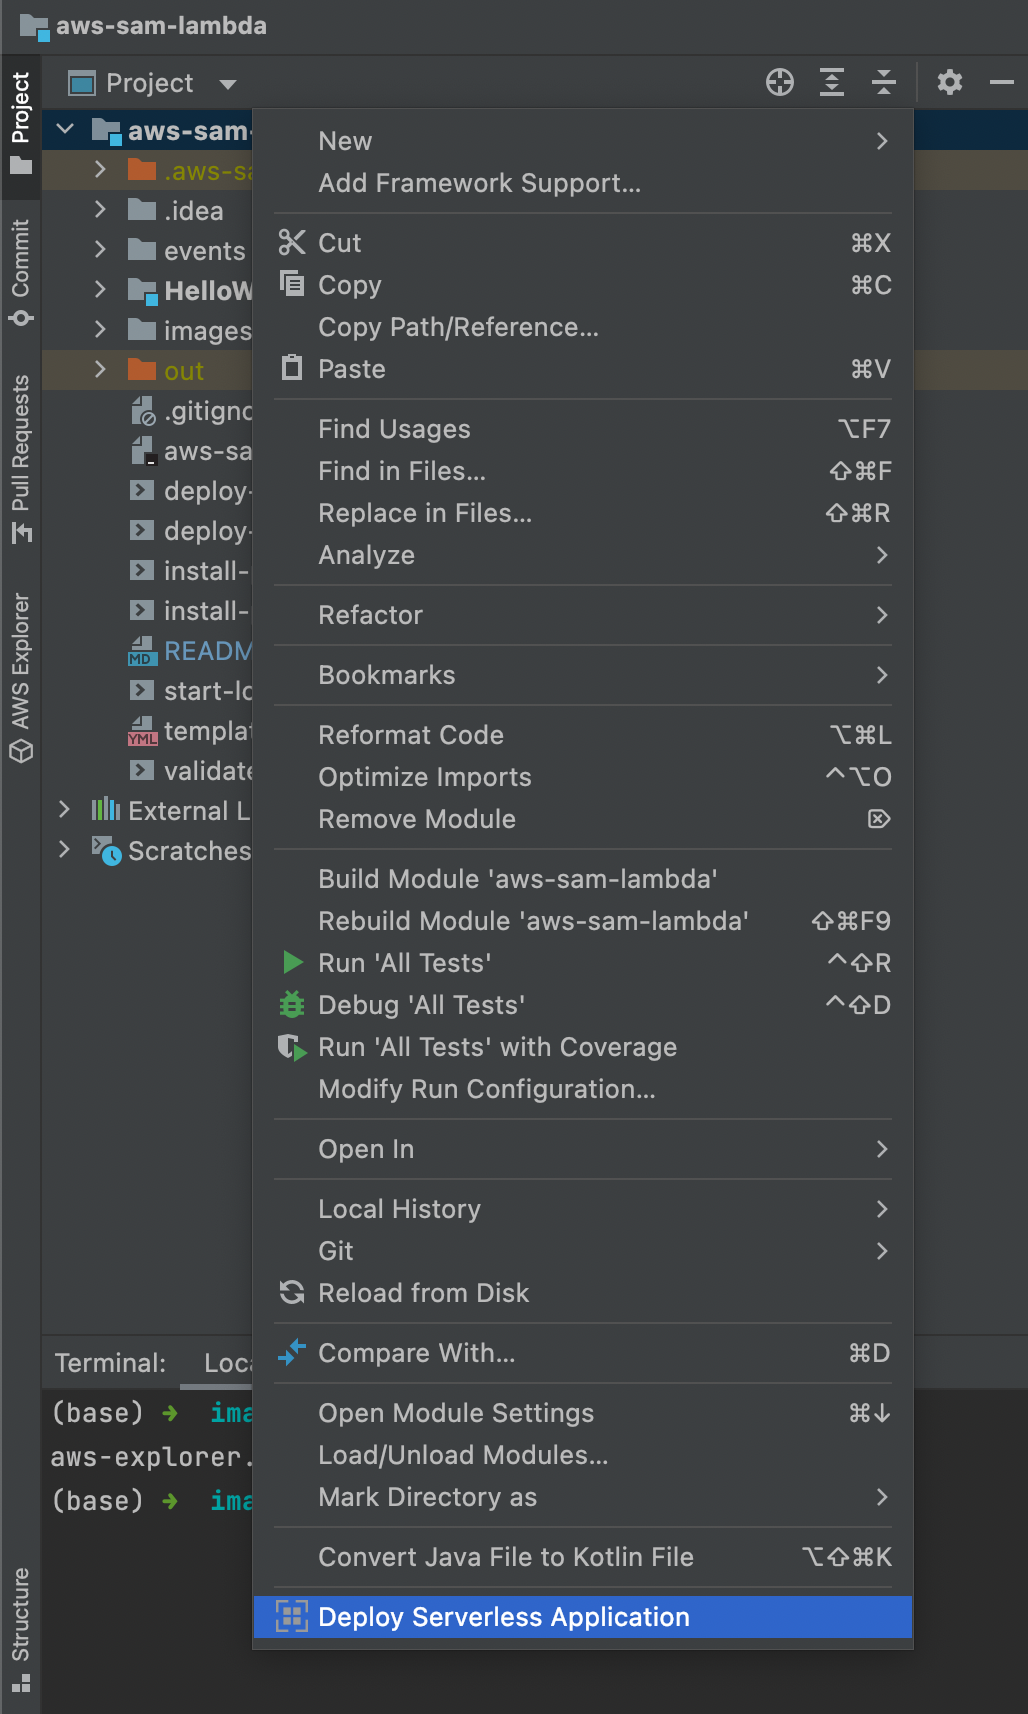 aws-sam-lambda
Project
Project
Commit
Pull Requests
AWS Explorer
Structure
aws-sam-
.aws-sa
.idea
events
HelloW
images
out
.gitigno
aws-sa
deploy-
deploy-
install-
install-
MD READM
start-lo
YML templat
validate
External L
Scratches
New
Add Framework Support...
Cut ⌘X
Copy ⌘C
Copy Path/Reference...
Paste ⌘V
Find Usages ⌥F7
Find in Files... ⇧⌘F
Replace in Files... ⇧⌘R
Analyze
Refactor
Bookmarks
Reformat Code ⌥⌘L
Optimize Imports ^⌥O
Remove Module ⌦
Build Module 'aws-sam-lambda'
Rebuild Module 'aws-sam-lambda' ⇧⌘F9
Run 'All Tests' ^⇧R
Debug 'All Tests' ^⇧D
Run 'All Tests' with Coverage
Modify Run Configuration...
Open In
Local History
Git
Reload from Disk
Compare With... ⌘D
Open Module Settings ⌘↓
Load/Unload Modules...
Mark Directory as
Convert Java File to Kotlin File ⌥⇧⌘K
Deploy Serverless Application
Terminal: Loca
(base) ➜ ima
aws-explorer.
(base) ➜ ima